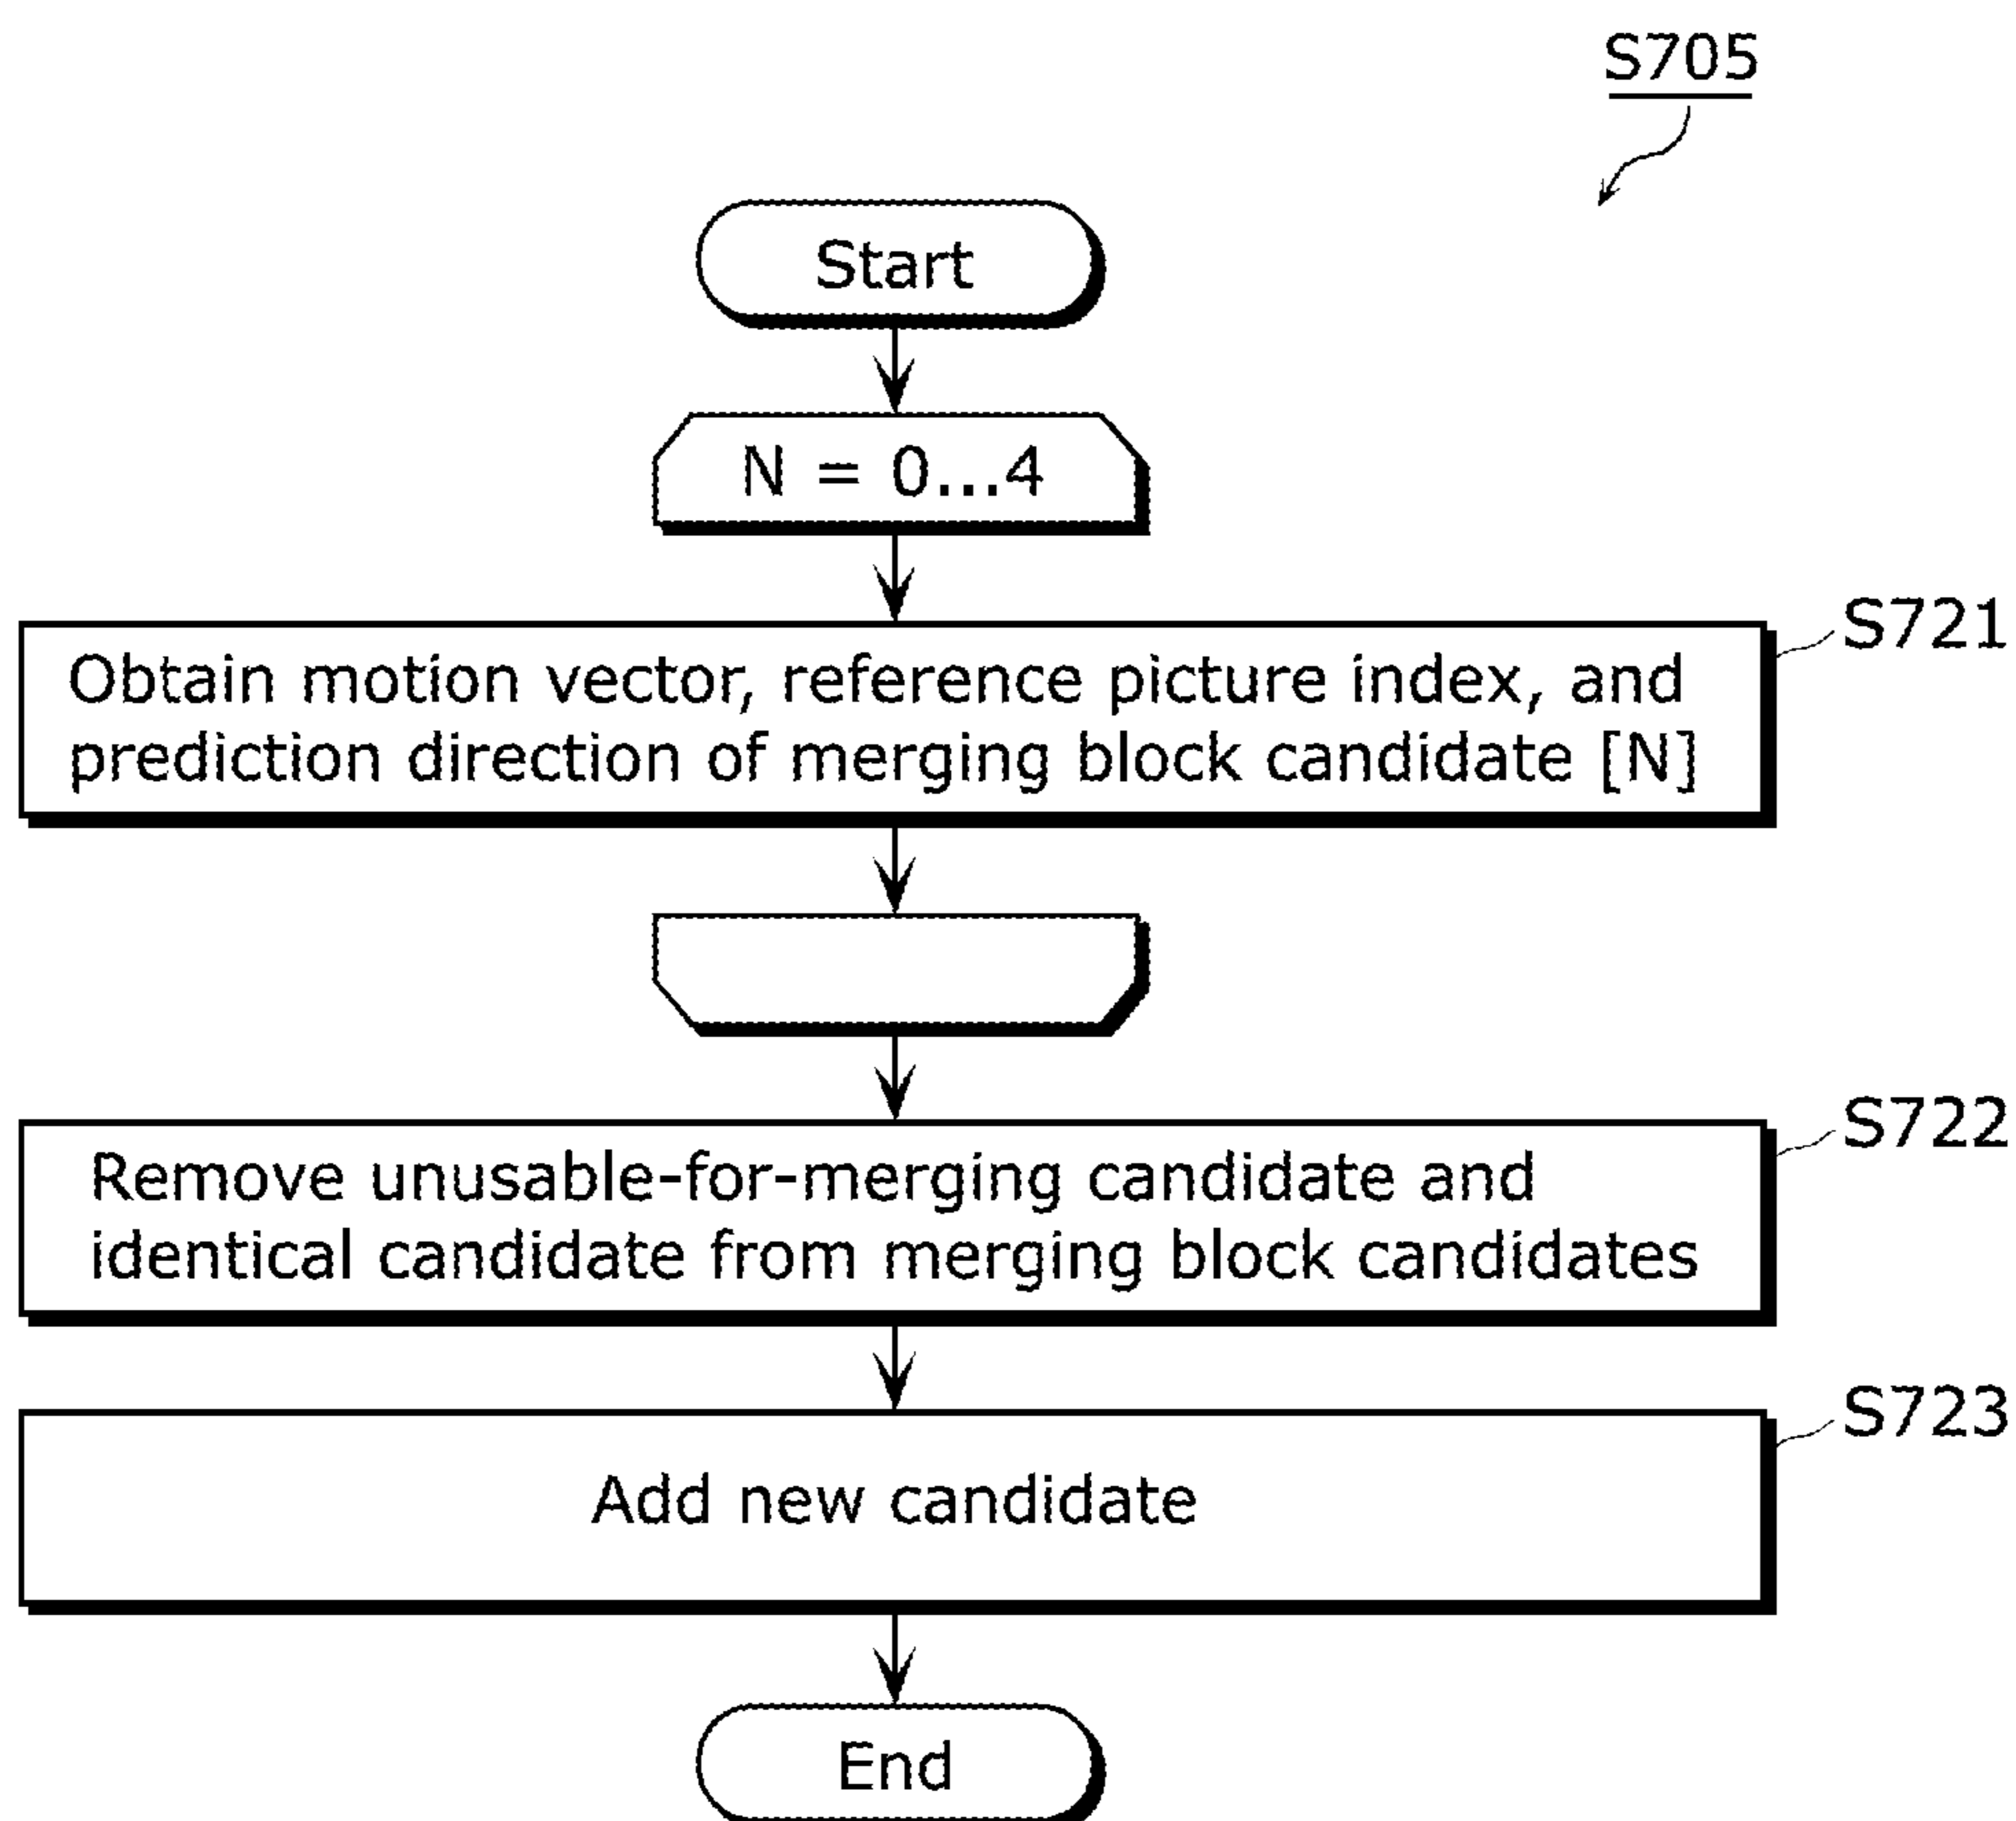 S705
Start
N = 0...4
S721
Obtain motion vector, reference picture index, and
prediction direction of merging block candidate [N]
S722
Remove unusable-for-merging candidate and
identical candidate from merging block candidates
S723
Add new candidate
End